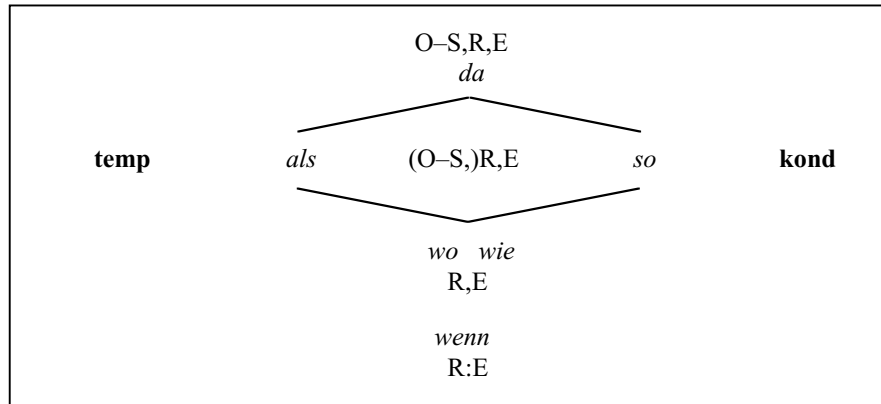 O–S,R,E
da
temp als (O–S,)R,E so kond
wo wie
R,E
wenn
R:E